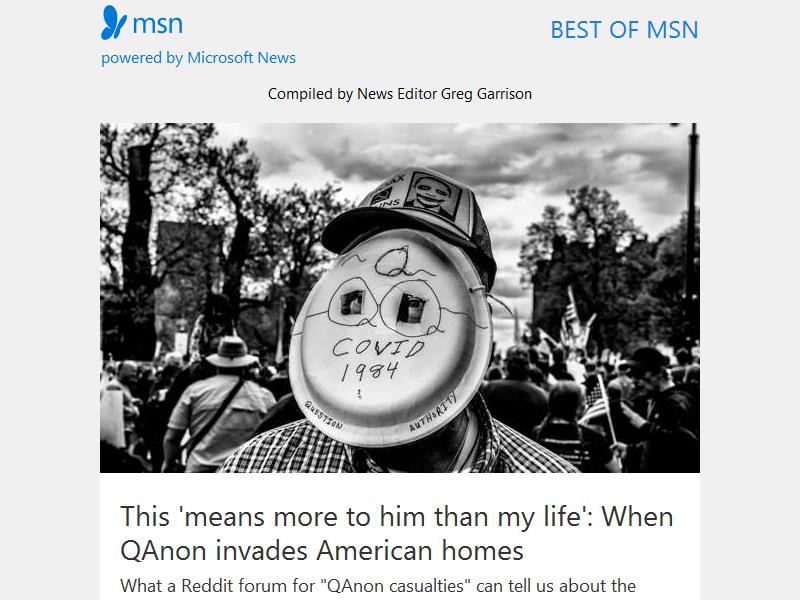 msn
BEST OF MSN
powered by Microsoft News
Compiled by News Editor Greg Garrison
Q
COVID
1984
QUESTION
AUTHORITY
This 'means more to him than my life': When
QAnon invades American homes
What a Reddit forum for "QAnon casualties" can tell us about the